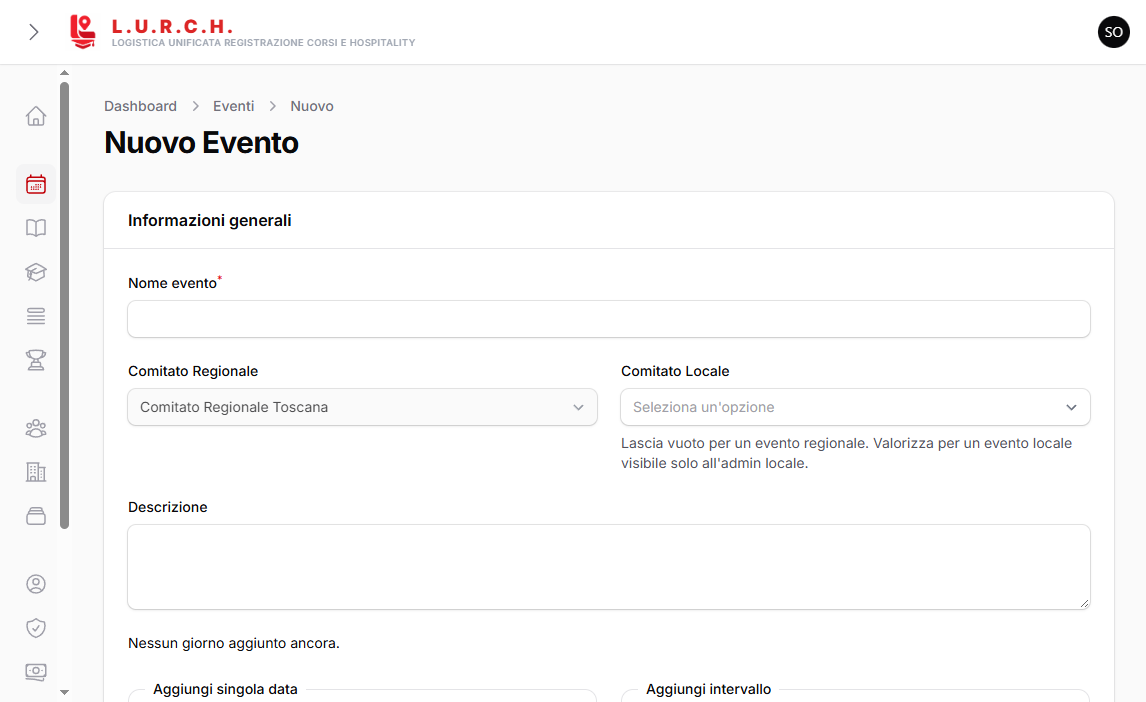 L.U.R.C.H.
LOGISTICA UNIFICATA REGISTRAZIONE CORSI E HOSPITALITY
SO
Dashboard > Eventi > Nuovo
Nuovo Evento
Informazioni generali
Nome evento*
Comitato Regionale
Comitato Locale
Comitato Regionale Toscana
Seleziona un'opzione
Lascia vuoto per un evento regionale. Valorizza per un evento locale
visibile solo all'admin locale.
Descrizione
Nessun giorno aggiunto ancora.
Aggiungi singola data
Aggiungi intervallo